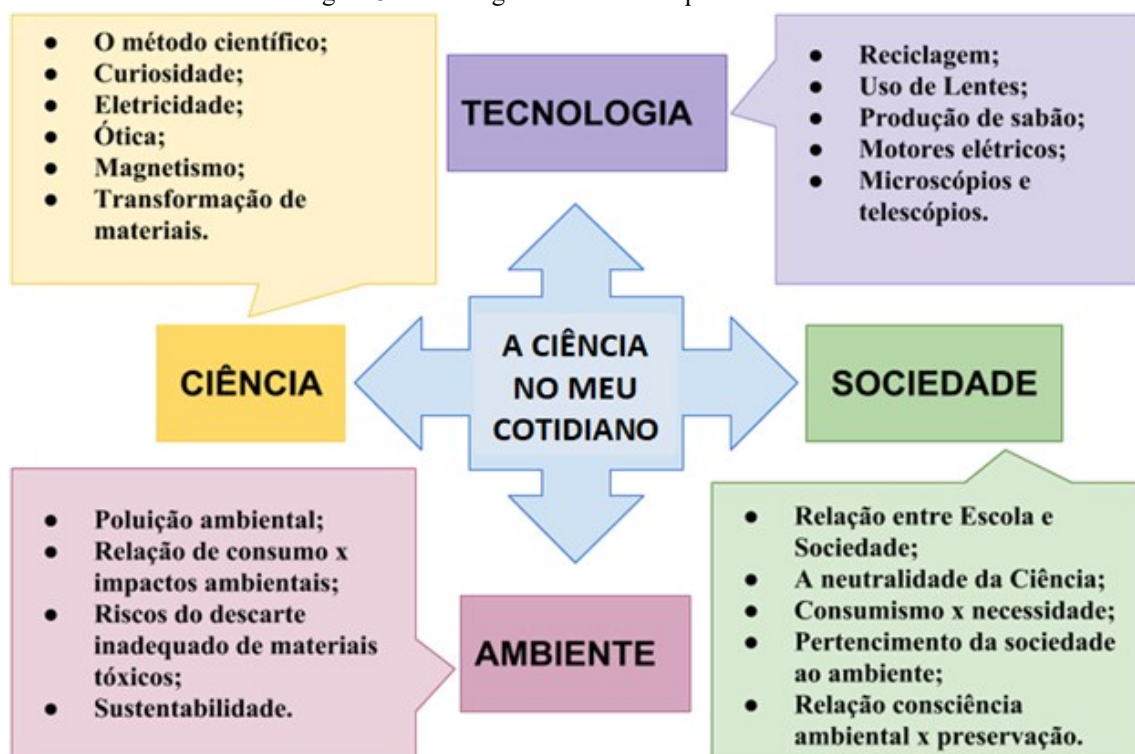 ● O método científico;
● Curiosidade;
● Eletricidade;
● Ótica;
● Magnetismo;
● Transformação de
materiais.
TECNOLOGIA
● Reciclagem;
● Uso de Lentes;
● Produção de sabão;
● Motores elétricos;
● Microscópios e
telescópios.
CIÊNCIA
A CIÊNCIA
NO MEU
COTIDIANO
SOCIEDADE
● Poluição ambiental;
● Relação de consumo x
impactos ambientais;
● Riscos do descarte
inadequado de materiais
tóxicos;
● Sustentabilidade.
AMBIENTE
● Relação entre Escola e
Sociedade;
● A neutralidade da Ciência;
● Consumismo x necessidade;
● Pertencimento da sociedade
ao ambiente;
● Relação consciência
ambiental x preservação.